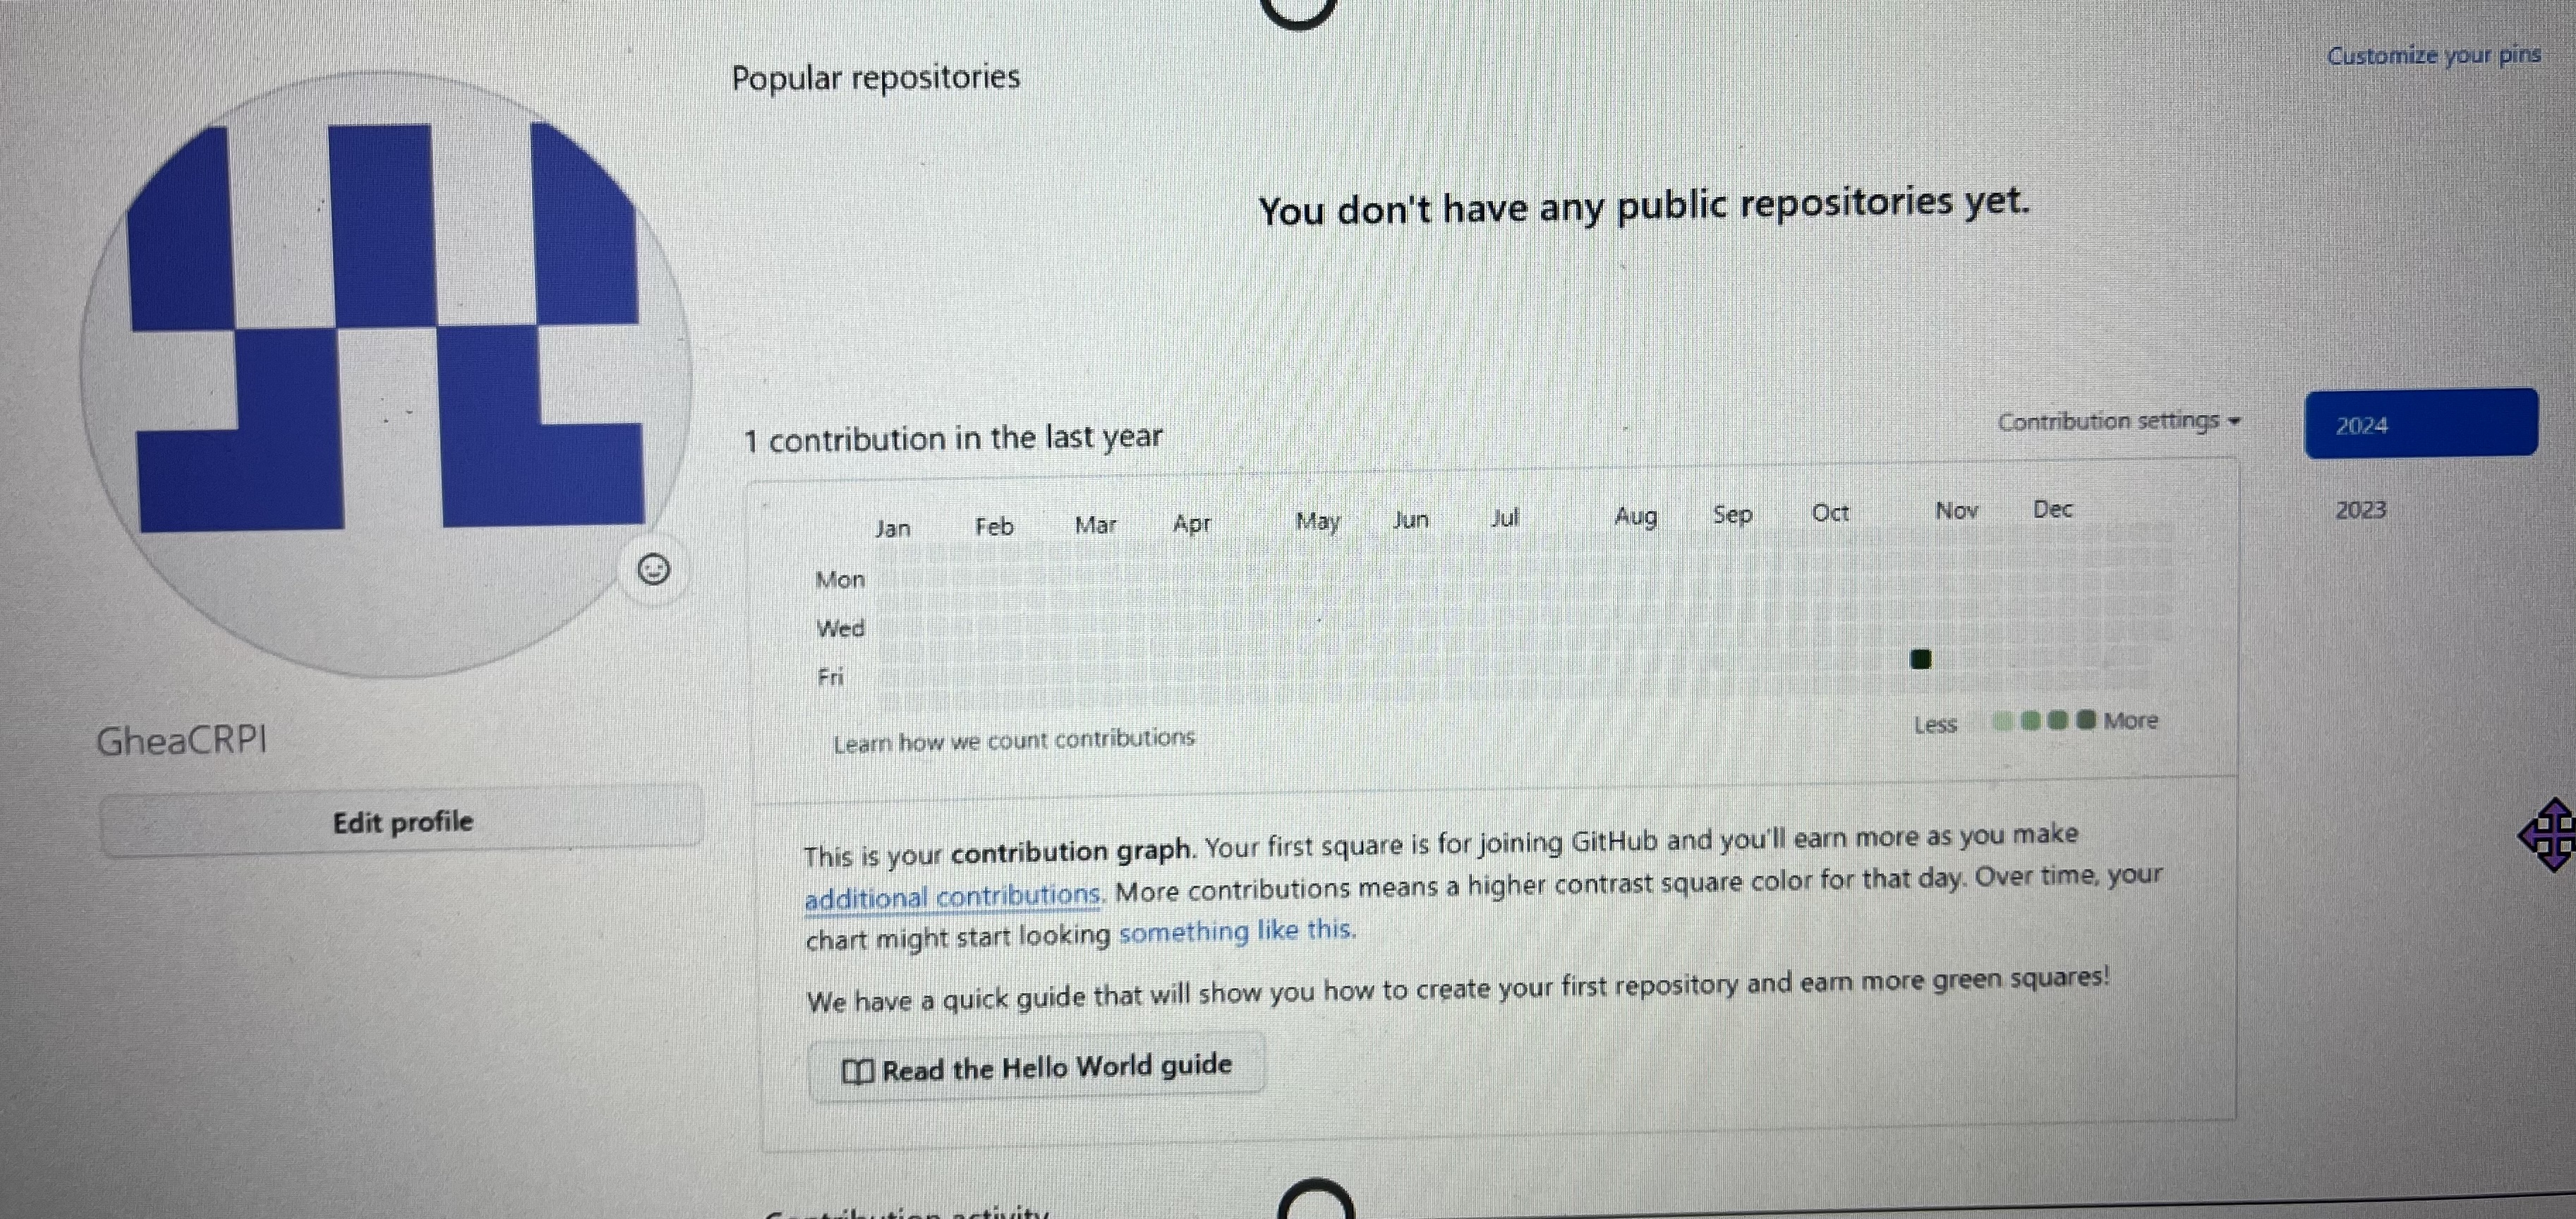 Customize your pins
Popular repositories
You don't have any public repositories yet.
1 contribution in the last year
Contribution settings
2024
2023
Jan Feb Mar Apr May Jun Jul Aug Sep Oct Nov Dec
Mon
Wed
Fri
Learn how we count contributions
Less More
GheaCRPI
Edit profile
This is your contribution graph. Your first square is for joining GitHub and you'll earn more as you make
additional contributions. More contributions means a higher contrast square color for that day. Over time, your
chart might start looking something like this.
We have a quick guide that will show you how to create your first repository and earn more green squares!
Read the Hello World guide
Contribution activity